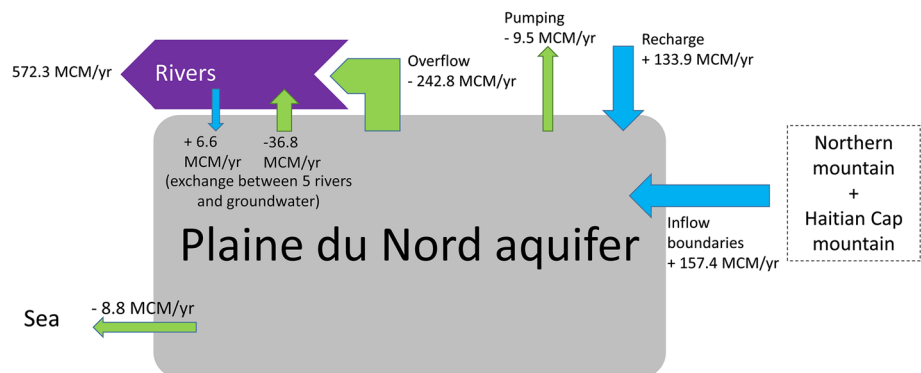 Pumping
- 9.5 MCM/yr
Recharge
+ 133.9 MCM/yr
572.3 MCM/yr
Rivers
Overflow
- 242.8 MCM/yr
+ 6.6
MCM/yr
-36.8
MCM/yr
(exchange between 5 rivers
and groundwater)
Northern
mountain
+
Haitian Cap
mountain
Inflow
boundaries
+ 157.4 MCM/yr
Plaine du Nord aquifer
Sea
- 8.8 MCM/yr